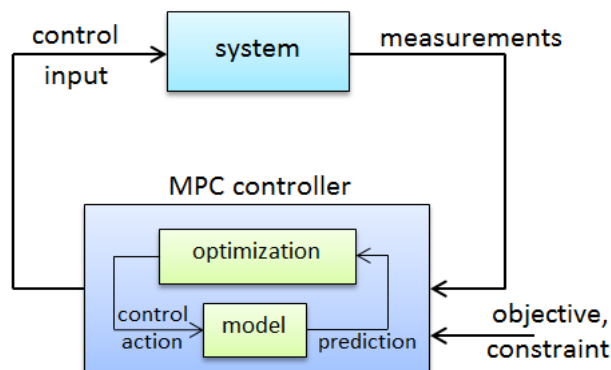 control
input
system
measurements
MPC controller
optimization
control
action
model
prediction
objective,
constraint